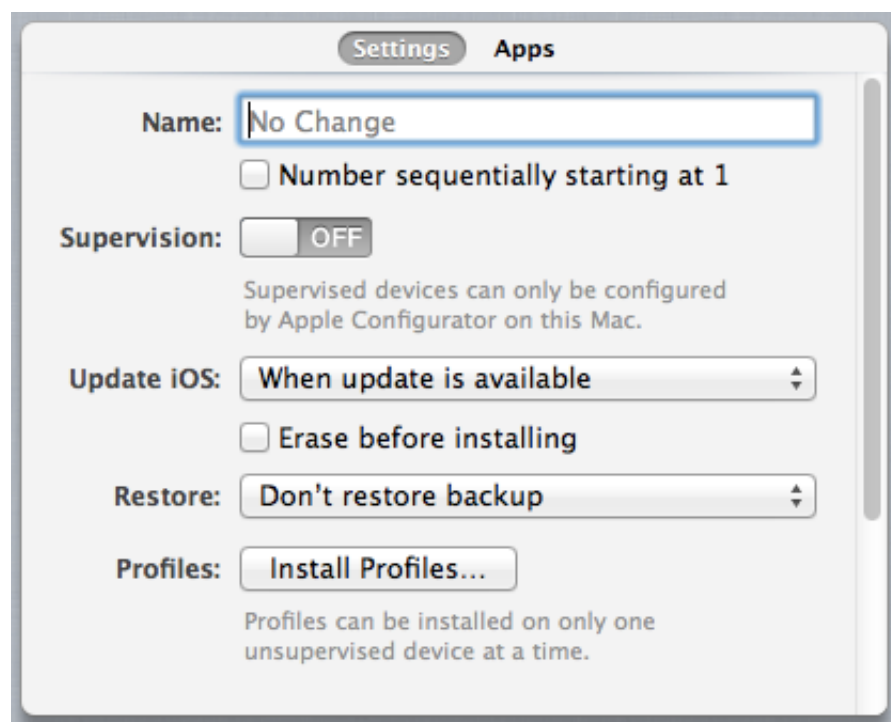 Settings Apps
Name: No Change
Number sequentially starting at 1
Supervision: OFF
Supervised devices can only be configured
by Apple Configurator on this Mac.
Update iOS: When update is available
Erase before installing
Restore: Don't restore backup
Profiles: Install Profiles...
Profiles can be installed on only one
unsupervised device at a time.